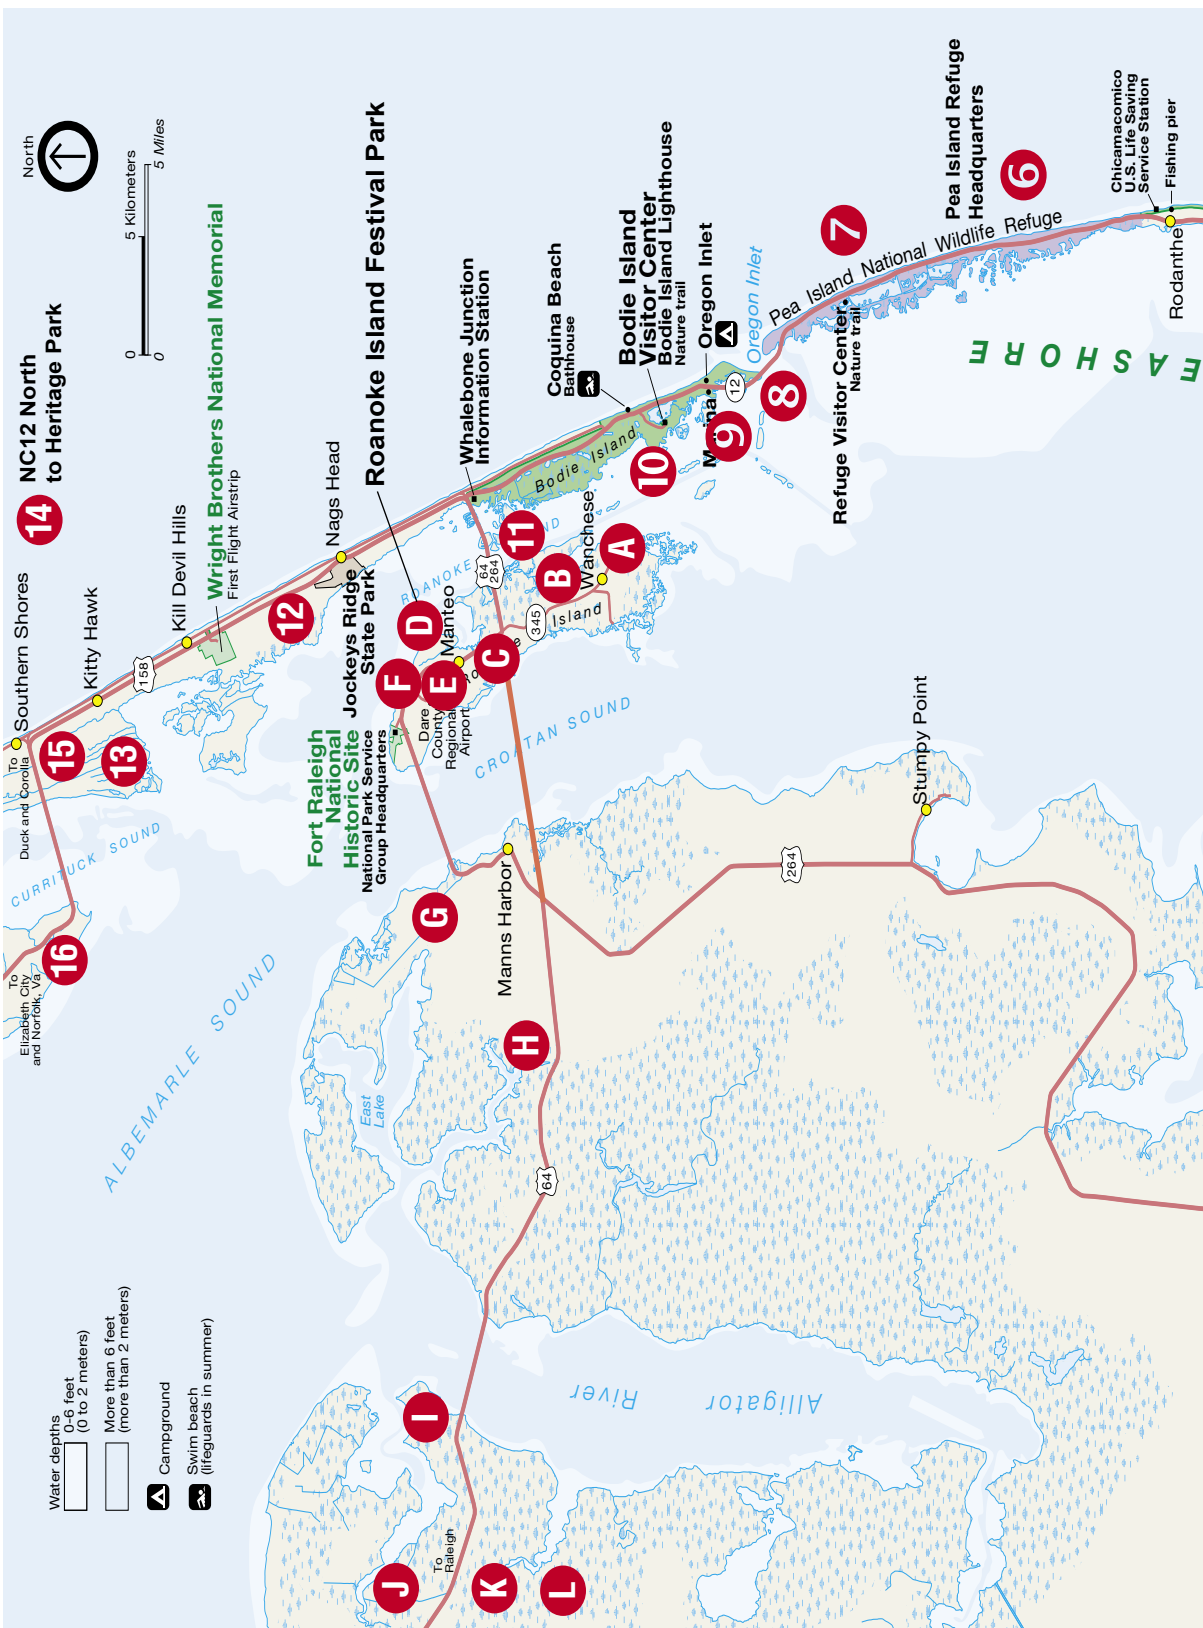 North
0
5 Kilometers
0
5 Miles
14
NC12 North
to Heritage Park
To
Duck and Corolla
Southern Shores
Kitty Hawk
Kill Devil Hills
Wright Brothers National Memorial
First Flight Airstrip
158
15
13
12
Nags Head
Jockeys Ridge
State Park
Roanoke Island Festival Park
Whalebone Junction
Information Station
Coquina Beach
Bathhouse
Bodie Island
Visitor Center
Bodie Island Lighthouse
Nature trail
Oregon Inlet
Oregon Inlet
12
8
9
10
11
Bodie Island
Pea Island National Wildlife Refuge
7
Refuge Visitor Center
Nature trail
Pea Island Refuge
Headquarters
6
Chicamacomico
U.S. Life Saving
Service Station
Fishing pier
Rodanthe
EASHORE
ROANOKE
64
264
345
Wanchese
A
B
C
D
E
F
Manteo
Island
Dare
County
Regional
Airport
Fort Raleigh
National
Historic Site
National Park Service
Group Headquarters
CROATAN SOUND
CURRITUCK SOUND
16
To
Elizabeth City
and Norfolk, Va
ALBEMARLE SOUND
G
Manns Harbor
Stumpy Point
264
H
East
Lake
64
Alligator River
I
J
K
L
To
Raleigh
Water depths
0-6 feet
(0 to 2 meters)
More than 6 feet
(more than 2 meters)
Campground
Swim beach
(lifeguards in summer)